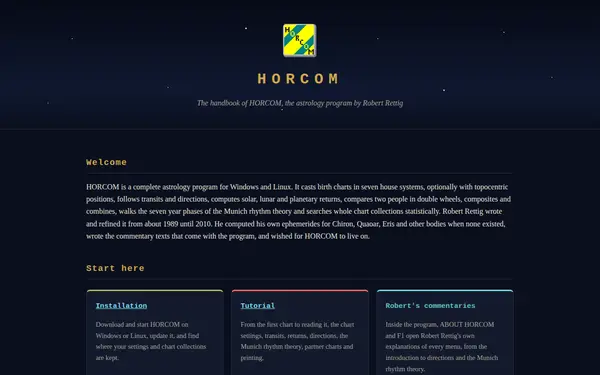 HORCOM
HORCOM
The handbook of HORCOM, the astrology program by Robert Rettig
Welcome
HORCOM is a complete astrology program for Windows and Linux. It casts birth charts in seven house systems, optionally with topocentric
positions, follows transits and directions, computes solar, lunar and planetary returns, compares two people in double wheels, composites and
combines, walks the seven year phases of the Munich rhythm theory and searches whole chart collections statistically. Robert Rettig wrote
and refined it from about 1989 until 2010. He computed his own ephemerides for Chiron, Quaoar, Eris and other bodies when none existed,
wrote the commentary texts that come with the program, and wished for HORCOM to live on.
Start here
Installation
Download and start HORCOM on
Windows or Linux, update it, and find
where your settings and chart collections
are kept.
Tutorial
From the first chart to reading it, the chart
settings, transits, returns, directions, the
Munich rhythm theory, partner charts and
printing.
Robert's commentaries
Inside the program, ABOUT HORCOM
and F1 open Robert Rettig's own
explanations of every menu, from the
introduction to directions and the Munich
rhythm theory.